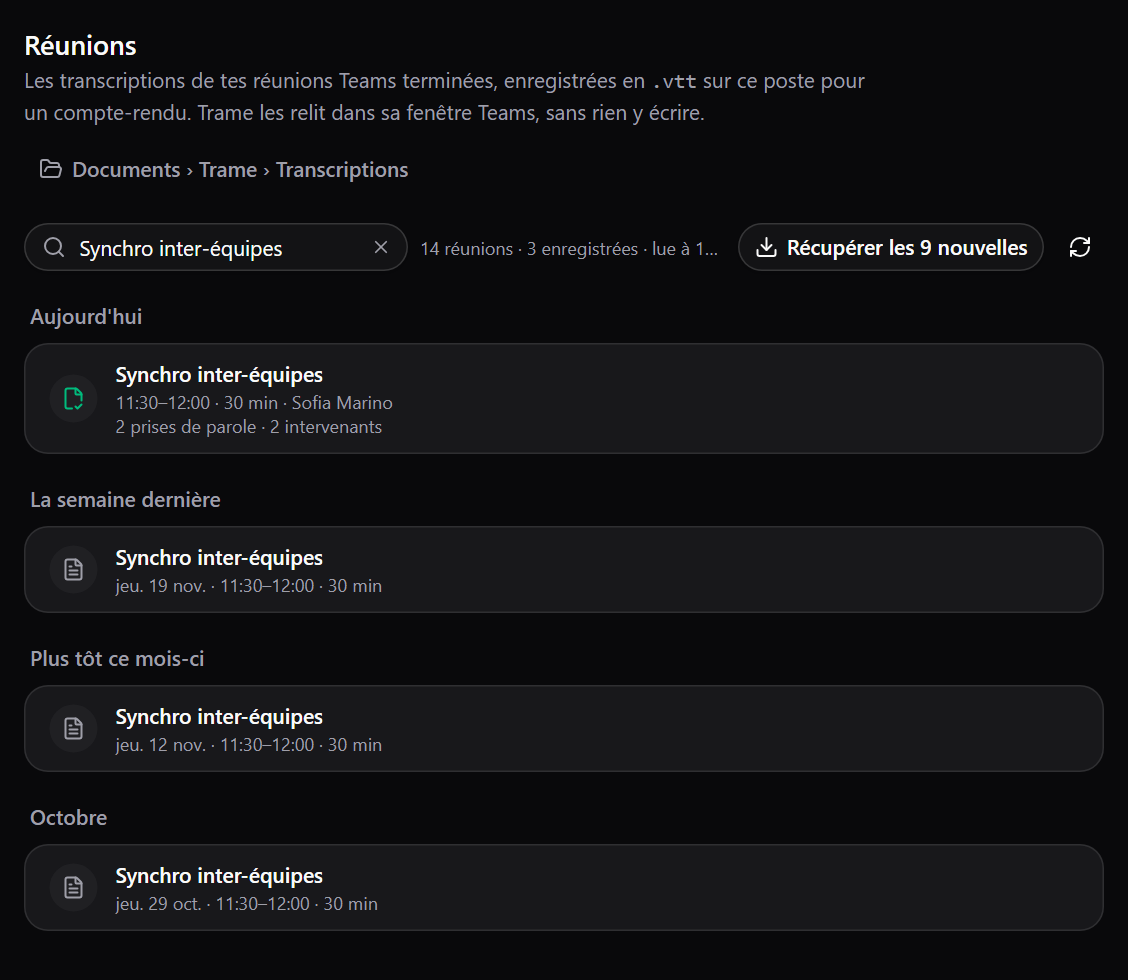 Réunions
Les transcriptions de tes réunions Teams terminées, enregistrées en .vtt sur ce poste pour
un compte-rendu. Trame les relit dans sa fenêtre Teams, sans rien y écrire.
Documents › Trame › Transcriptions
Synchro inter-équipes
14 réunions · 3 enregistrées · lue à 1…
Récupérer les 9 nouvelles
Aujourd'hui
Synchro inter-équipes
11:30–12:00 · 30 min · Sofia Marino
2 prises de parole · 2 intervenants
La semaine dernière
Synchro inter-équipes
jeu. 19 nov. · 11:30–12:00 · 30 min
Plus tôt ce mois-ci
Synchro inter-équipes
jeu. 12 nov. · 11:30–12:00 · 30 min
Octobre
Synchro inter-équipes
jeu. 29 oct. · 11:30–12:00 · 30 min